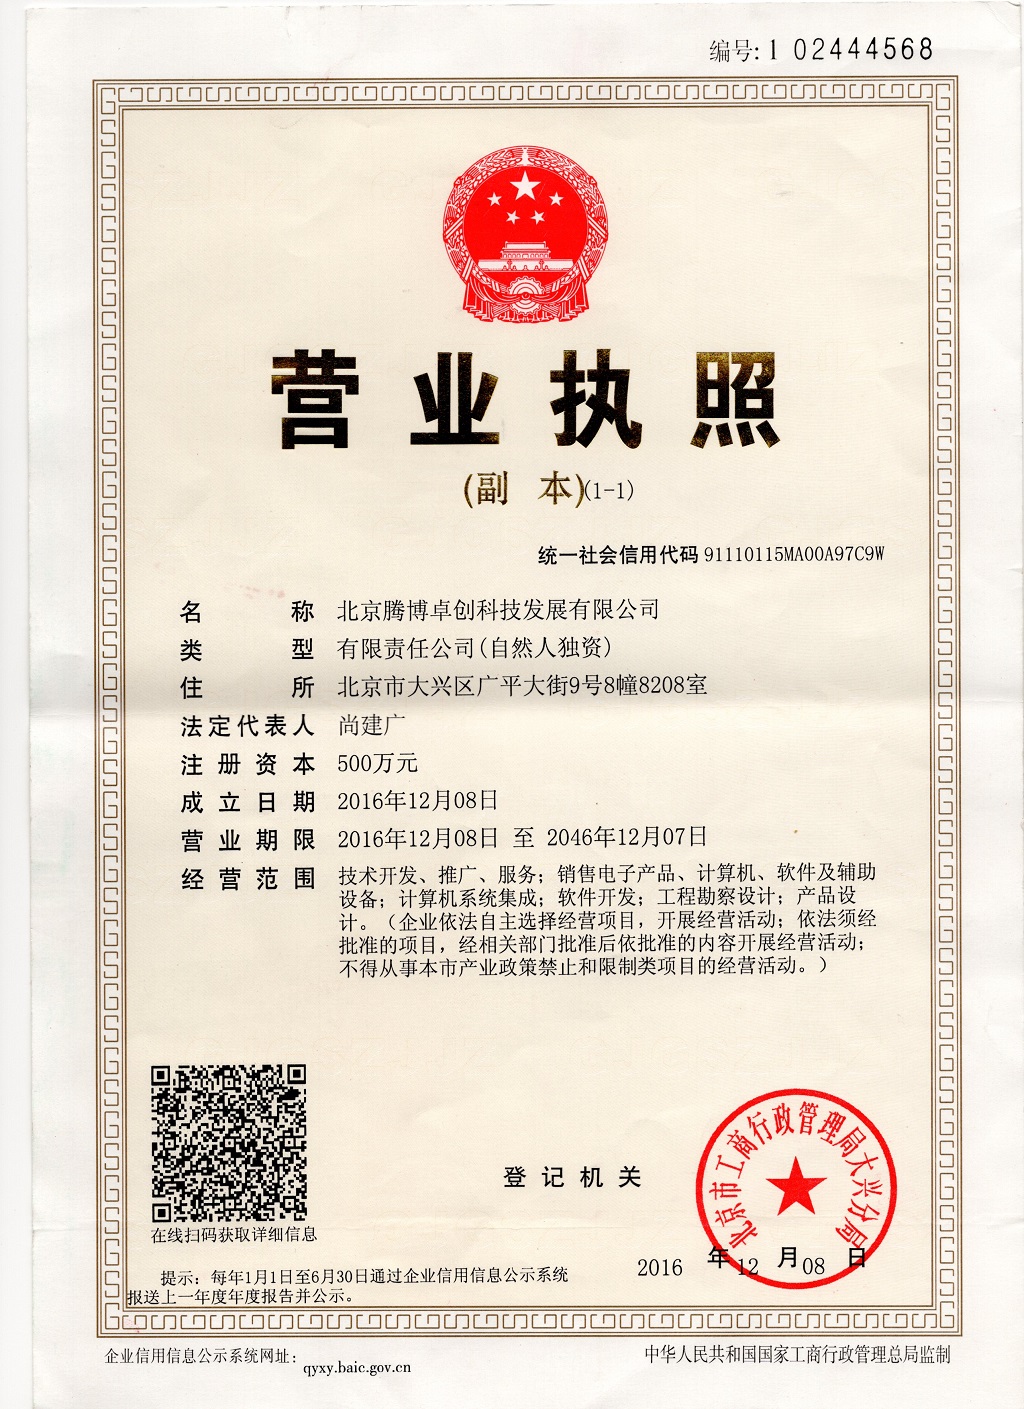 编号: 1 02444568
营业执照
(副 本)(1-1)
统一社会信用代码 91110115MA00A97C9W
名 称 北京腾博卓创科技发展有限公司
类 型 有限责任公司(自然人独资)
住 所 北京市大兴区广平大街9号8幢8208室
法定代表人 尚建广
注册资本 500万元
成立日期 2016年12月08日
营业期限 2016年12月08日 至 2046年12月07日
经营范围 技术开发、推广、服务；销售电子产品、计算机、软件及辅助
设备；计算机系统集成；软件开发；工程勘察设计；产品设
计。（企业依法自主选择经营项目，开展经营活动；依法须经
批准的项目，经相关部门批准后依批准的内容开展经营活动；
不得从事本市产业政策禁止和限制类项目的经营活动。）
在线扫码获取详细信息
登记机关
北京市工商行政管理局大兴分局
2016 年 12 月 08 日
提示：每年1月1日至6月30日通过企业信用信息公示系统
报送上一年度年度报告并公示。
企业信用信息公示系统网址：
qyxy.baic.gov.cn
中华人民共和国国家工商行政管理总局监制